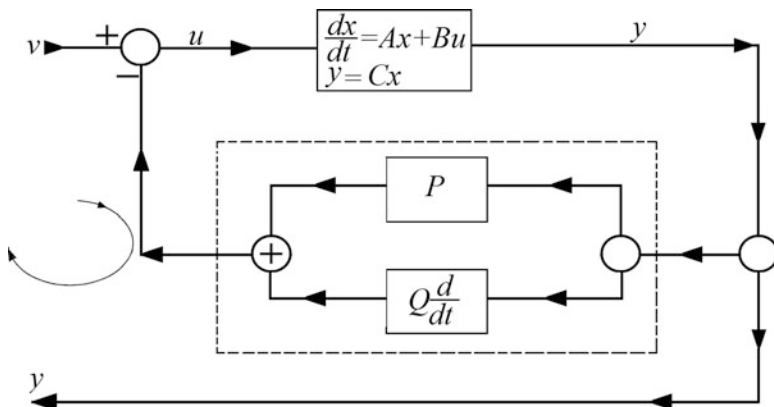 v + u dx/dt = Ax + Bu y
− y = Cx
P
+
Q d/dt
y